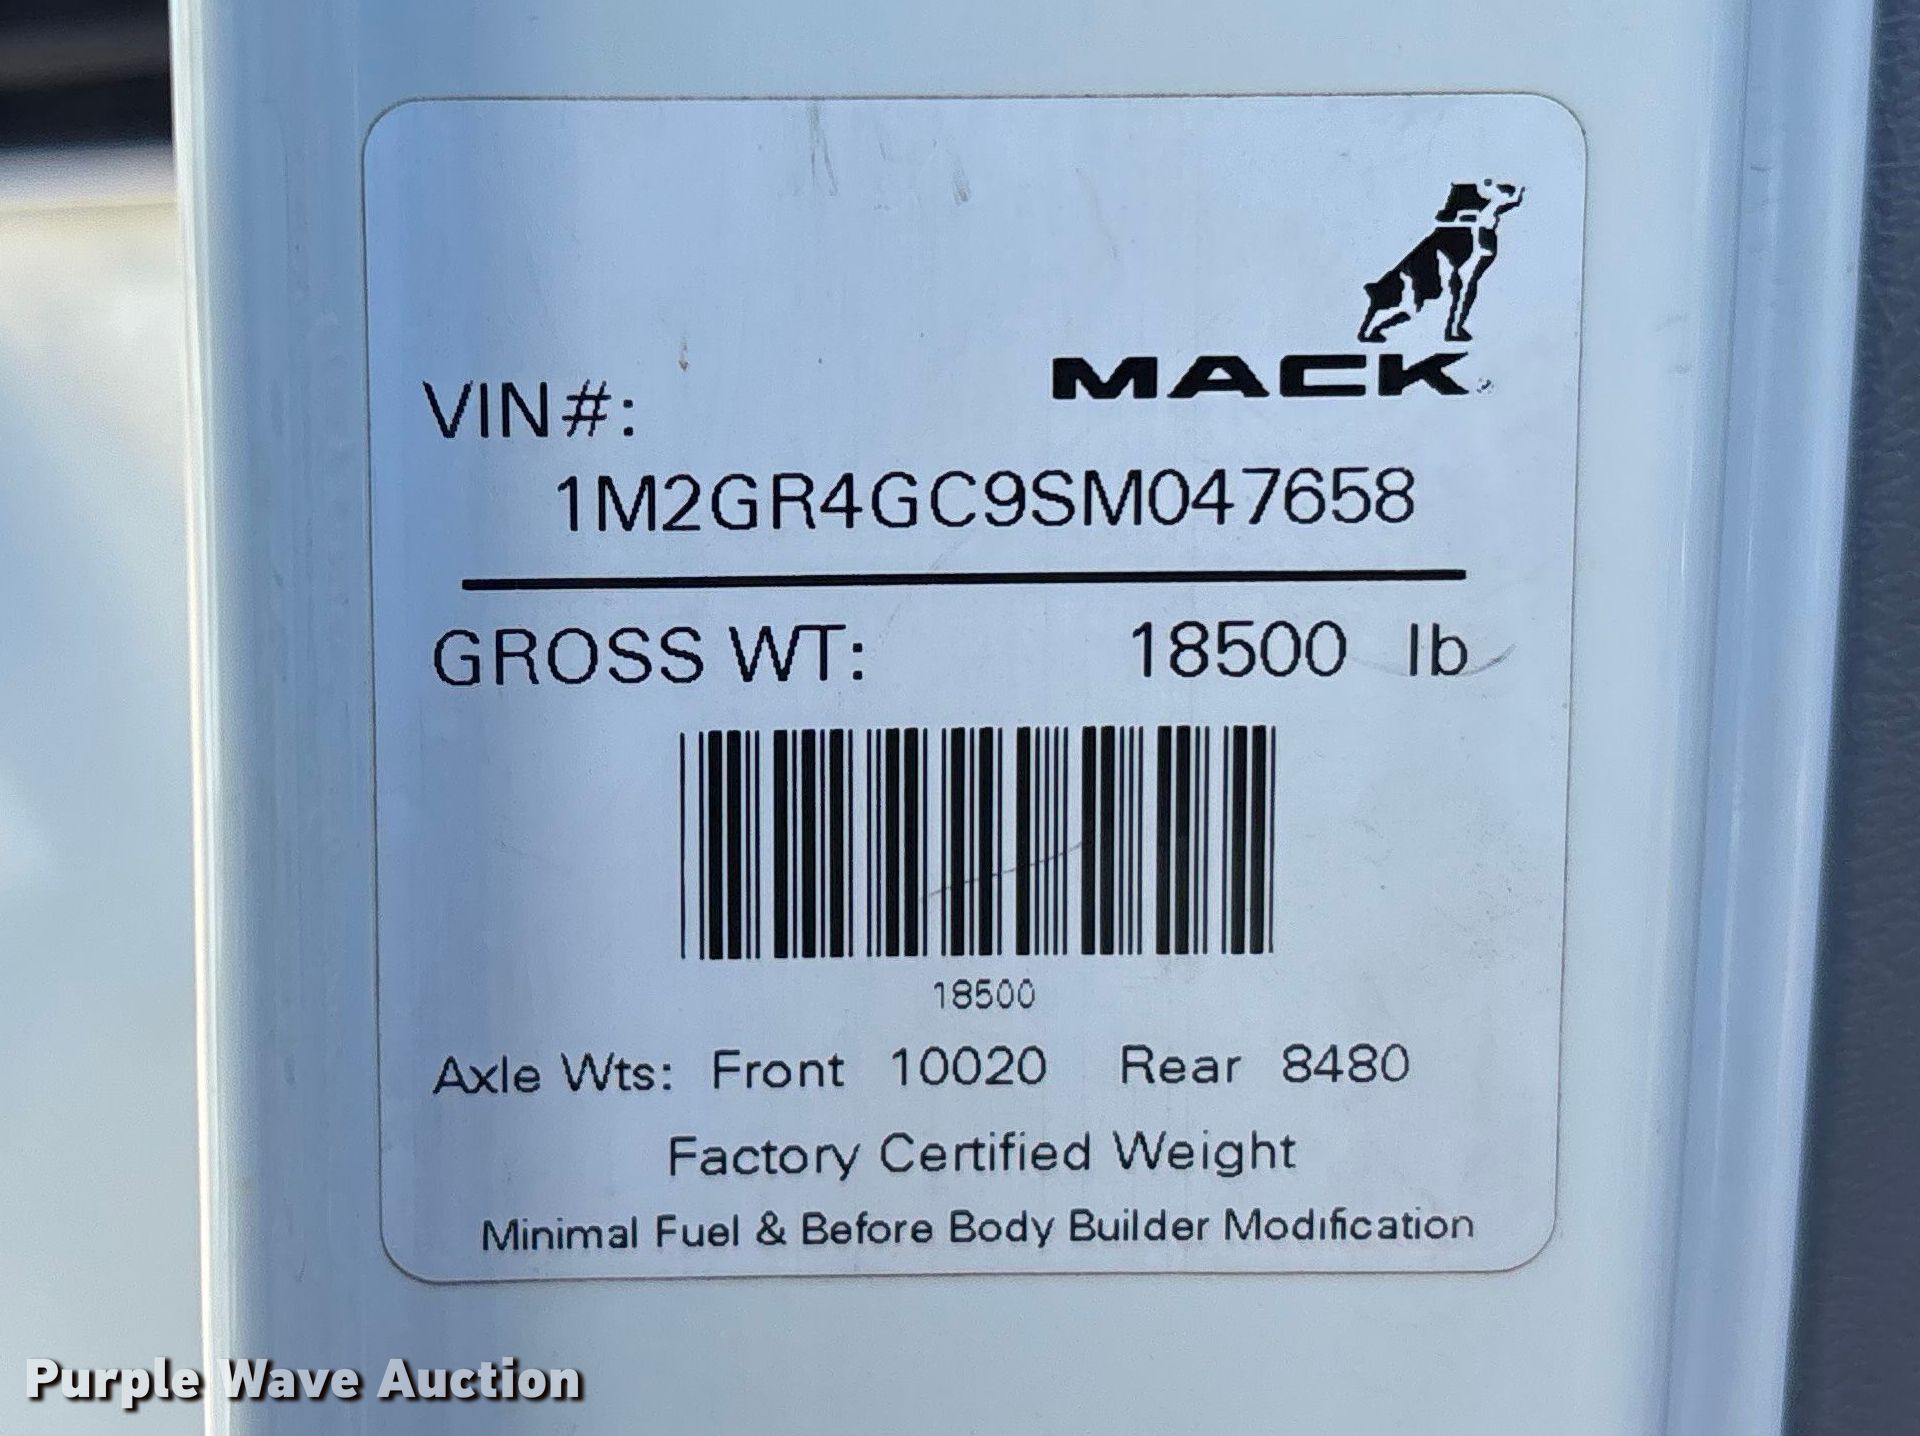 MACK
VIN#:
1M2GR4GC9SM047658
GROSS WT: 18500 lb
18500
Axle Wts: Front 10020 Rear 8480
Factory Certified Weight
Minimal Fuel & Before Body Builder Modification
Purple Wave Auction